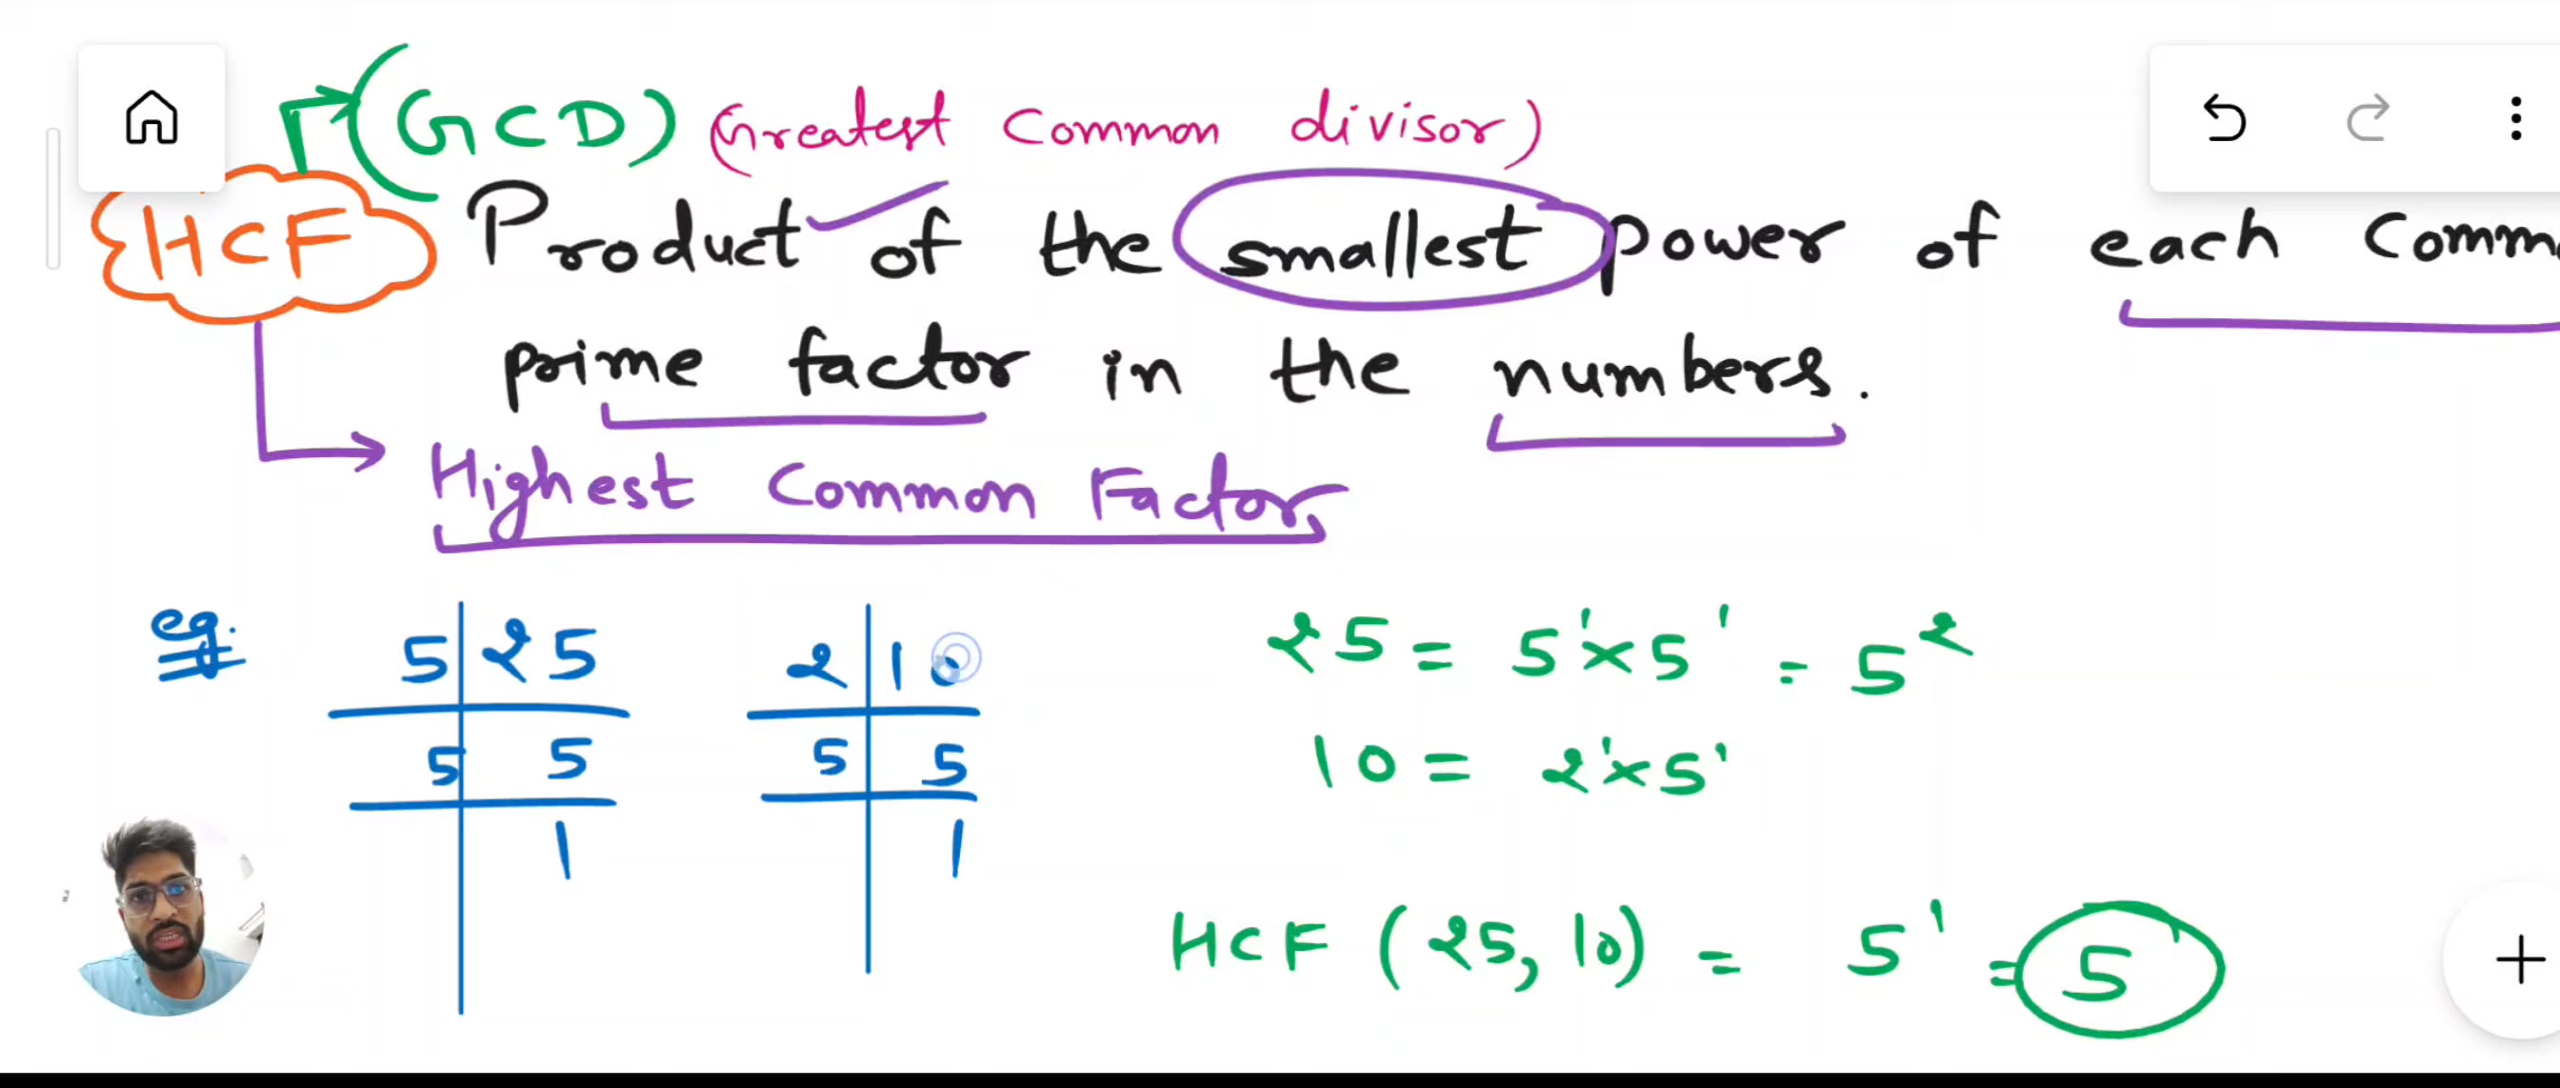 (GCD) (Greatest Common divisor)
HCF Product of the smallest power of each Comm
prime factor in the numbers.
Highest Common Factor
eg. 5 25 2 10 25 = 5¹×5¹ = 5²
5 5 5 5 10 = 2¹×5¹
1 1
HCF (25, 10) = 5¹ = 5